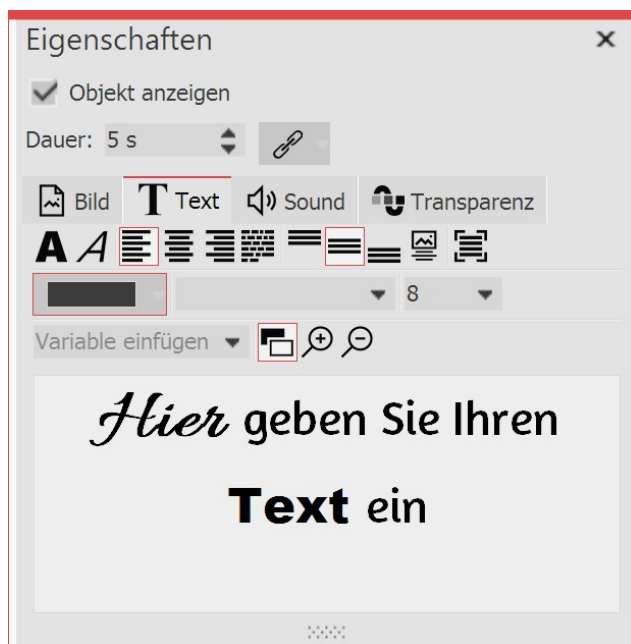 Eigenschaften
Objekt anzeigen
Dauer: 5 s
Bild Text Sound Transparenz
8
Variable einfügen
Hier geben Sie Ihren
Text ein